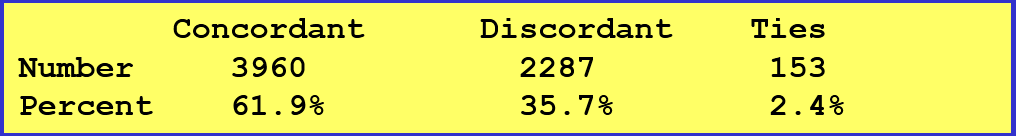 Concordant Discordant Ties
Number 3960 2287 153
Percent 61.9% 35.7% 2.4%